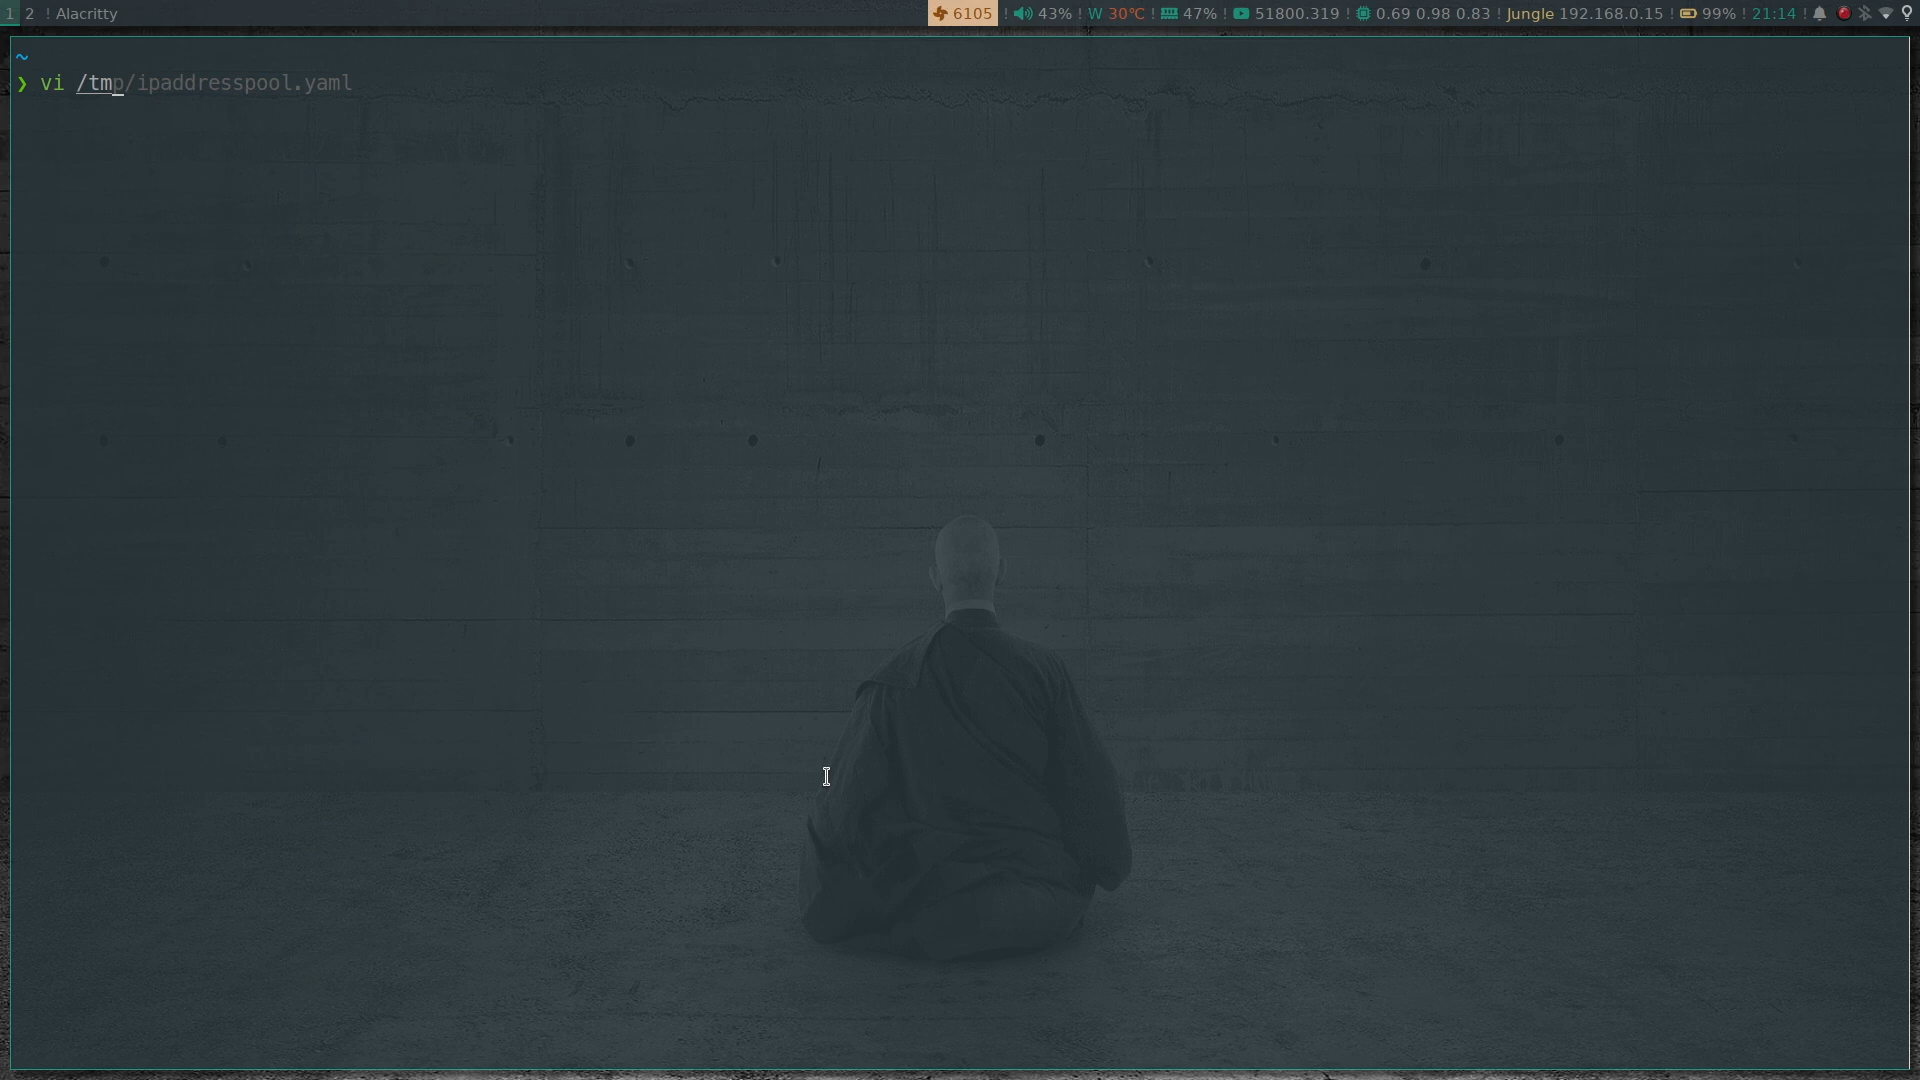 1 2 ! Alacritty 6105 ! 43% ! W 30°C ! 47% ! 51800.319 ! 0.69 0.98 0.83 ! Jungle 192.168.0.15 ! 99% ! 21:14 !
~
❯ vi /tmp/ipaddresspool.yaml